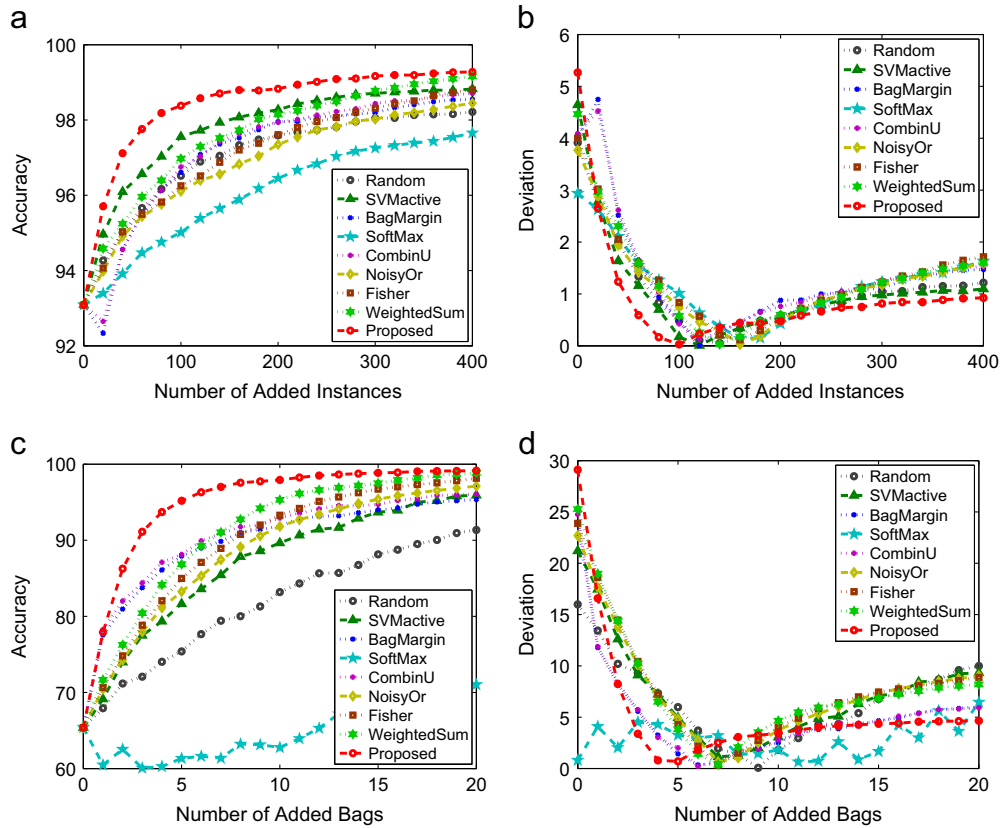 a
100
98
96
94
92
Accuracy
0
100
200
300
400
Number of Added Instances
Random
SVMactive
BagMargin
SoftMax
CombinU
NoisyOr
Fisher
WeightedSum
Proposed
b
6
5
4
3
2
1
0
Deviation
0
100
200
300
400
Number of Added Instances
Random
SVMactive
BagMargin
SoftMax
CombinU
NoisyOr
Fisher
WeightedSum
Proposed
c
100
90
80
70
60
Accuracy
0
5
10
15
20
Number of Added Bags
Random
SVMactive
BagMargin
SoftMax
CombinU
NoisyOr
Fisher
WeightedSum
Proposed
d
30
25
20
15
10
5
0
Deviation
0
5
10
15
20
Number of Added Bags
Random
SVMactive
BagMargin
SoftMax
CombinU
NoisyOr
Fisher
WeightedSum
Proposed